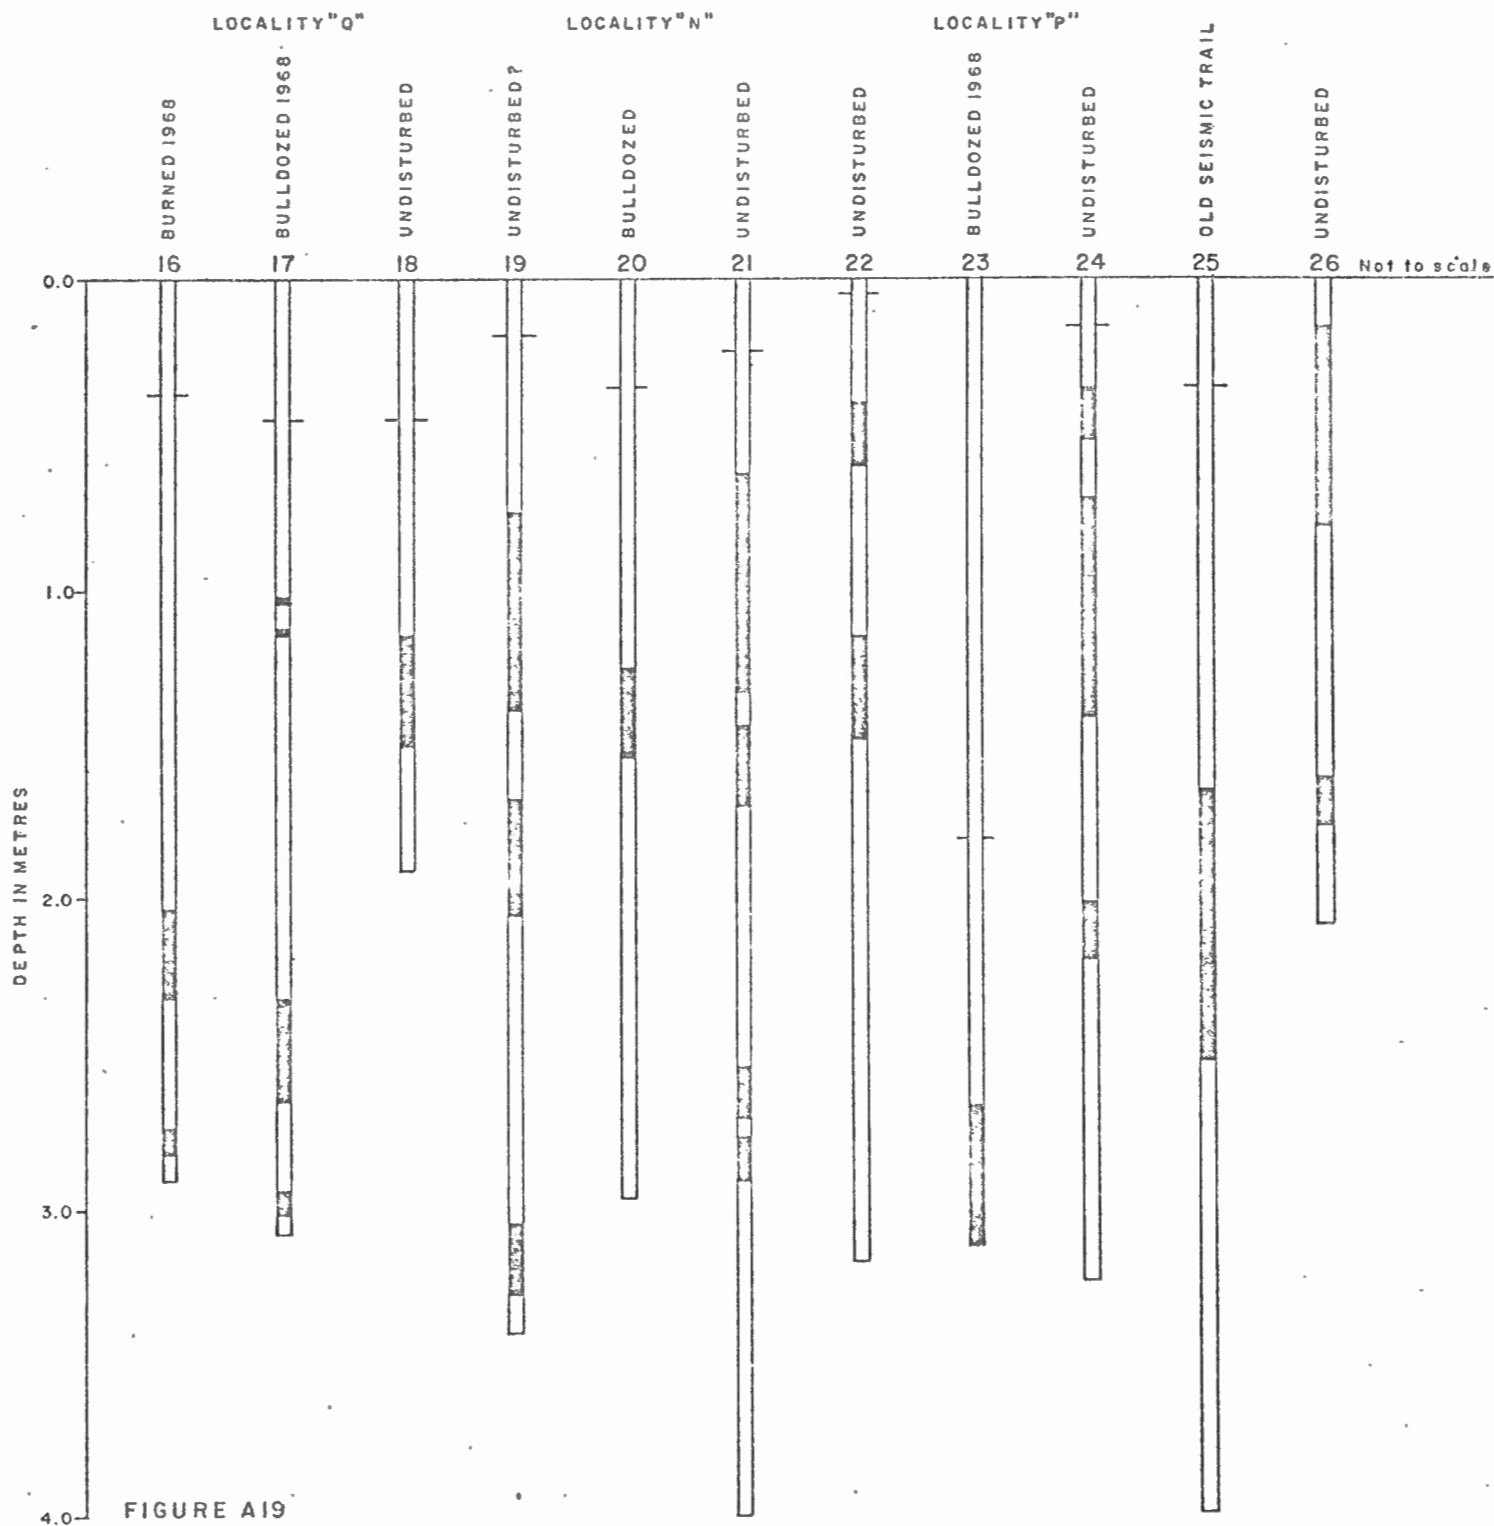 LOCALITY "Q"
LOCALITY "N"
LOCALITY "P"
BURNED 1968
BULLDOZED 1968
UNDISTURBED
UNDISTURBED?
BULLDOZED
UNDISTURBED
UNDISTURBED
BULLDOZED 1968
UNDISTURBED
OLD SEISMIC TRAIL
UNDISTURBED
16 17 18 19 20 21 22 23 24 25 26 Not to scale
0.0
1.0
2.0
3.0
4.0
DEPTH IN METRES
FIGURE A19